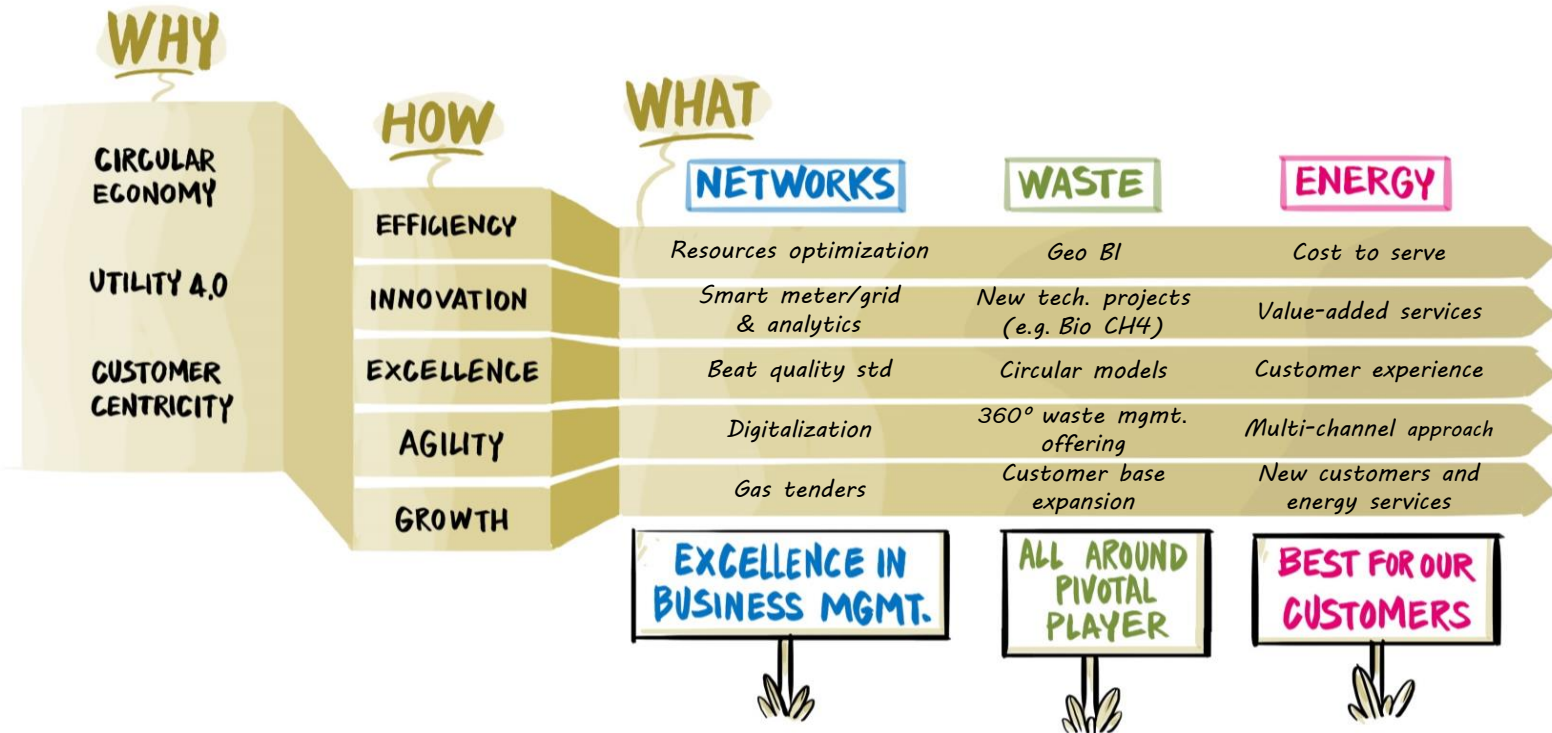 WHY
CIRCULAR
ECONOMY
UTILITY 4.0
CUSTOMER
CENTRICITY
HOW
EFFICIENCY
INNOVATION
EXCELLENCE
AGILITY
GROWTH
WHAT
NETWORKS
WASTE
ENERGY
Resources optimization
Geo BI
Cost to serve
Smart meter/grid
& analytics
New tech. projects
(e.g. Bio CH4)
Value-added services
Beat quality std
Circular models
Customer experience
Digitalization
360° waste mgmt.
offering
Multi-channel approach
Gas tenders
Customer base
expansion
New customers and
energy services
EXCELLENCE IN
BUSINESS MGMT.
ALL AROUND
PIVOTAL
PLAYER
BEST FOR OUR
CUSTOMERS